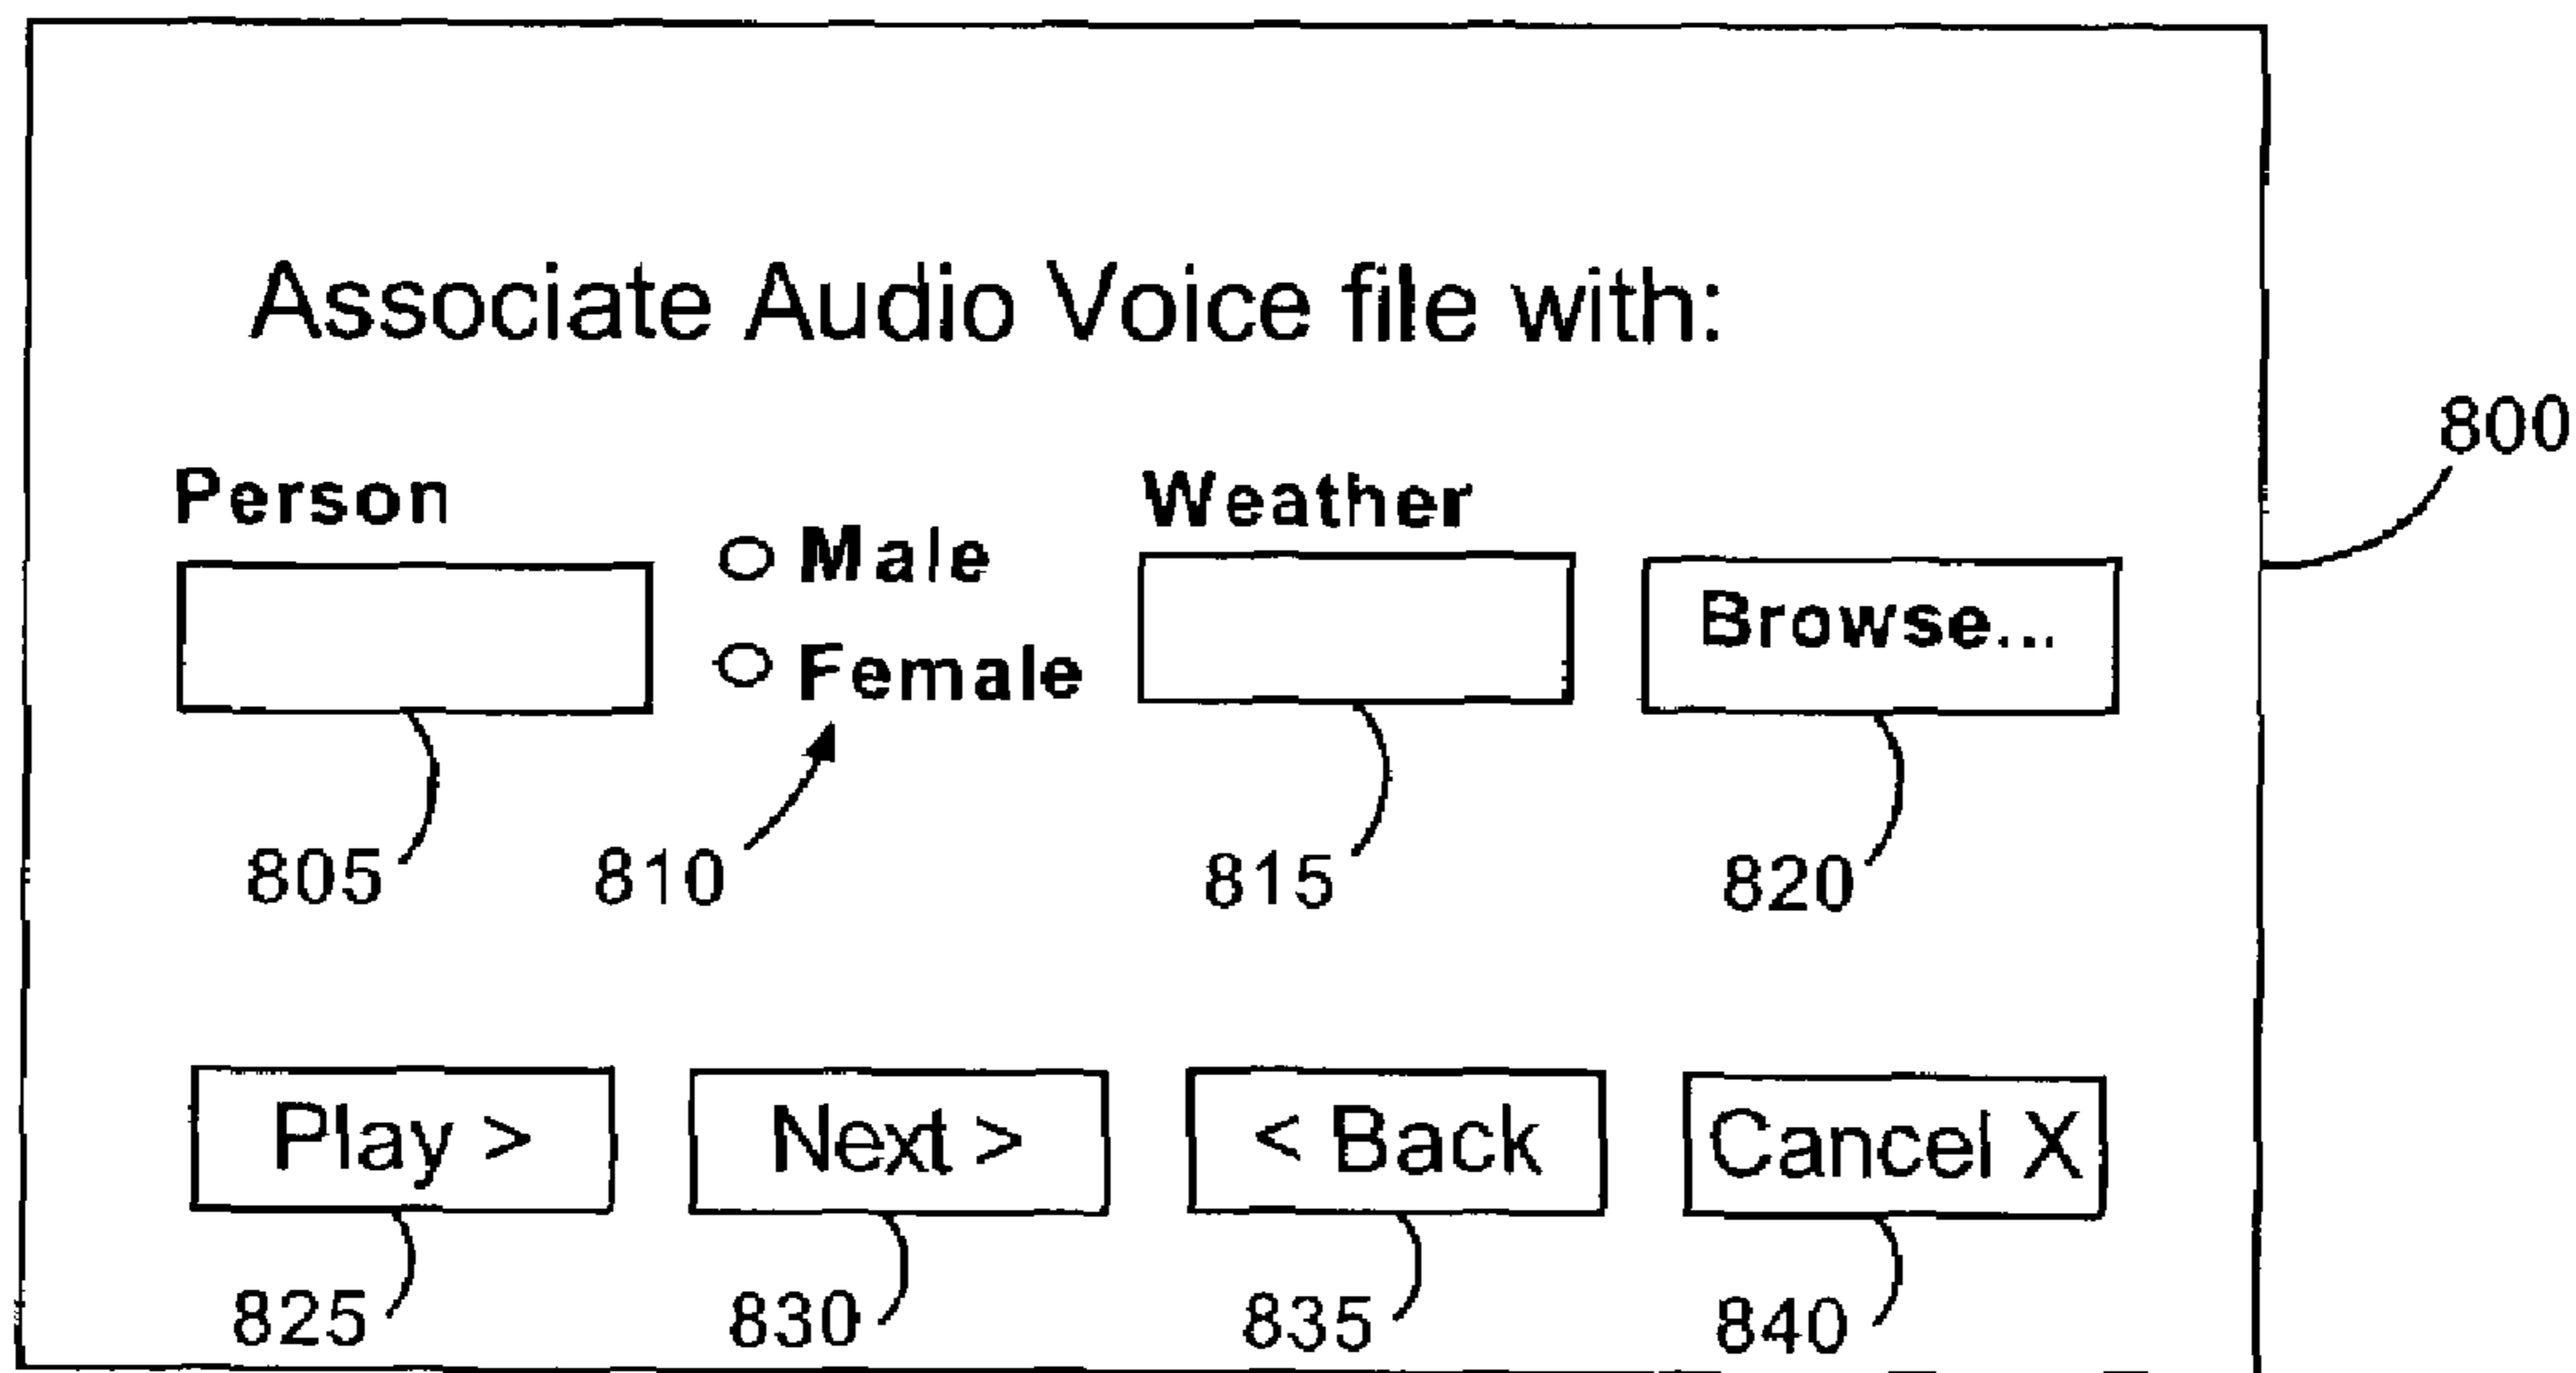 Associate Audio Voice file with:
800
Person
Male
Weather
Female
Browse...
805
810
815
820
Play >
Next >
< Back
Cancel X
825
830
835
840